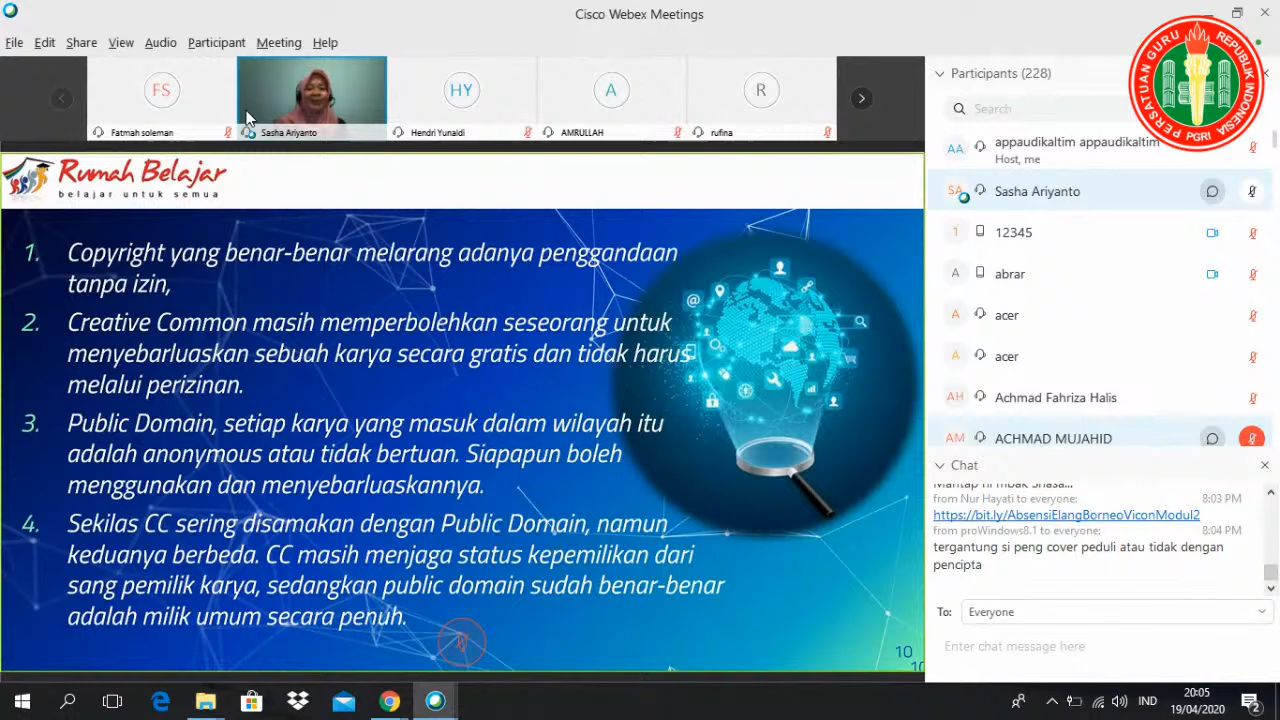 Cisco Webex Meetings
File Edit Share View Audio Participant Meeting Help
FS
HY
A
R
Fatmah soleman
Sasha Ariyanto
Hendri Yunaldi
AMRULLAH
rufina
Rumah Belajar
belajar untuk semua
1. Copyright yang benar-benar melarang adanya penggandaan
tanpa izin,
2. Creative Common masih memperbolehkan seseorang untuk
menyebarluaskan sebuah karya secara gratis dan tidak harus
melalui perizinan.
3. Public Domain, setiap karya yang masuk dalam wilayah itu
adalah anonymous atau tidak bertuan. Siapapun boleh
menggunakan dan menyebarluaskannya.
4. Sekilas CC sering disamakan dengan Public Domain, namun
keduanya berbeda. CC masih menjaga status kepemilikan dari
sang pemilik karya, sedangkan public domain sudah benar-benar
adalah milik umum secara penuh.
10
10
Participants (228)
Search
AA appaudikaltim appaudikaltim
Host, me
SA Sasha Ariyanto
1 12345
A abrar
A acer
A acer
AH Achmad Fahriza Halis
AM ACHMAD MUJAHID
PERSATUAN GURU REPUBLIK INDONESIA
PGRI
Chat
from Nur Hayati to everyone: 8:03 PM
https://bit.ly/AbsensiElangBorneoViconModul2
from proWindows8.1 to everyone: 8:04 PM
tergantung si peng cover peduli atau tidak dengan
pencipta
To: Everyone
Enter chat message here
IND
20:05
19/04/2020
2